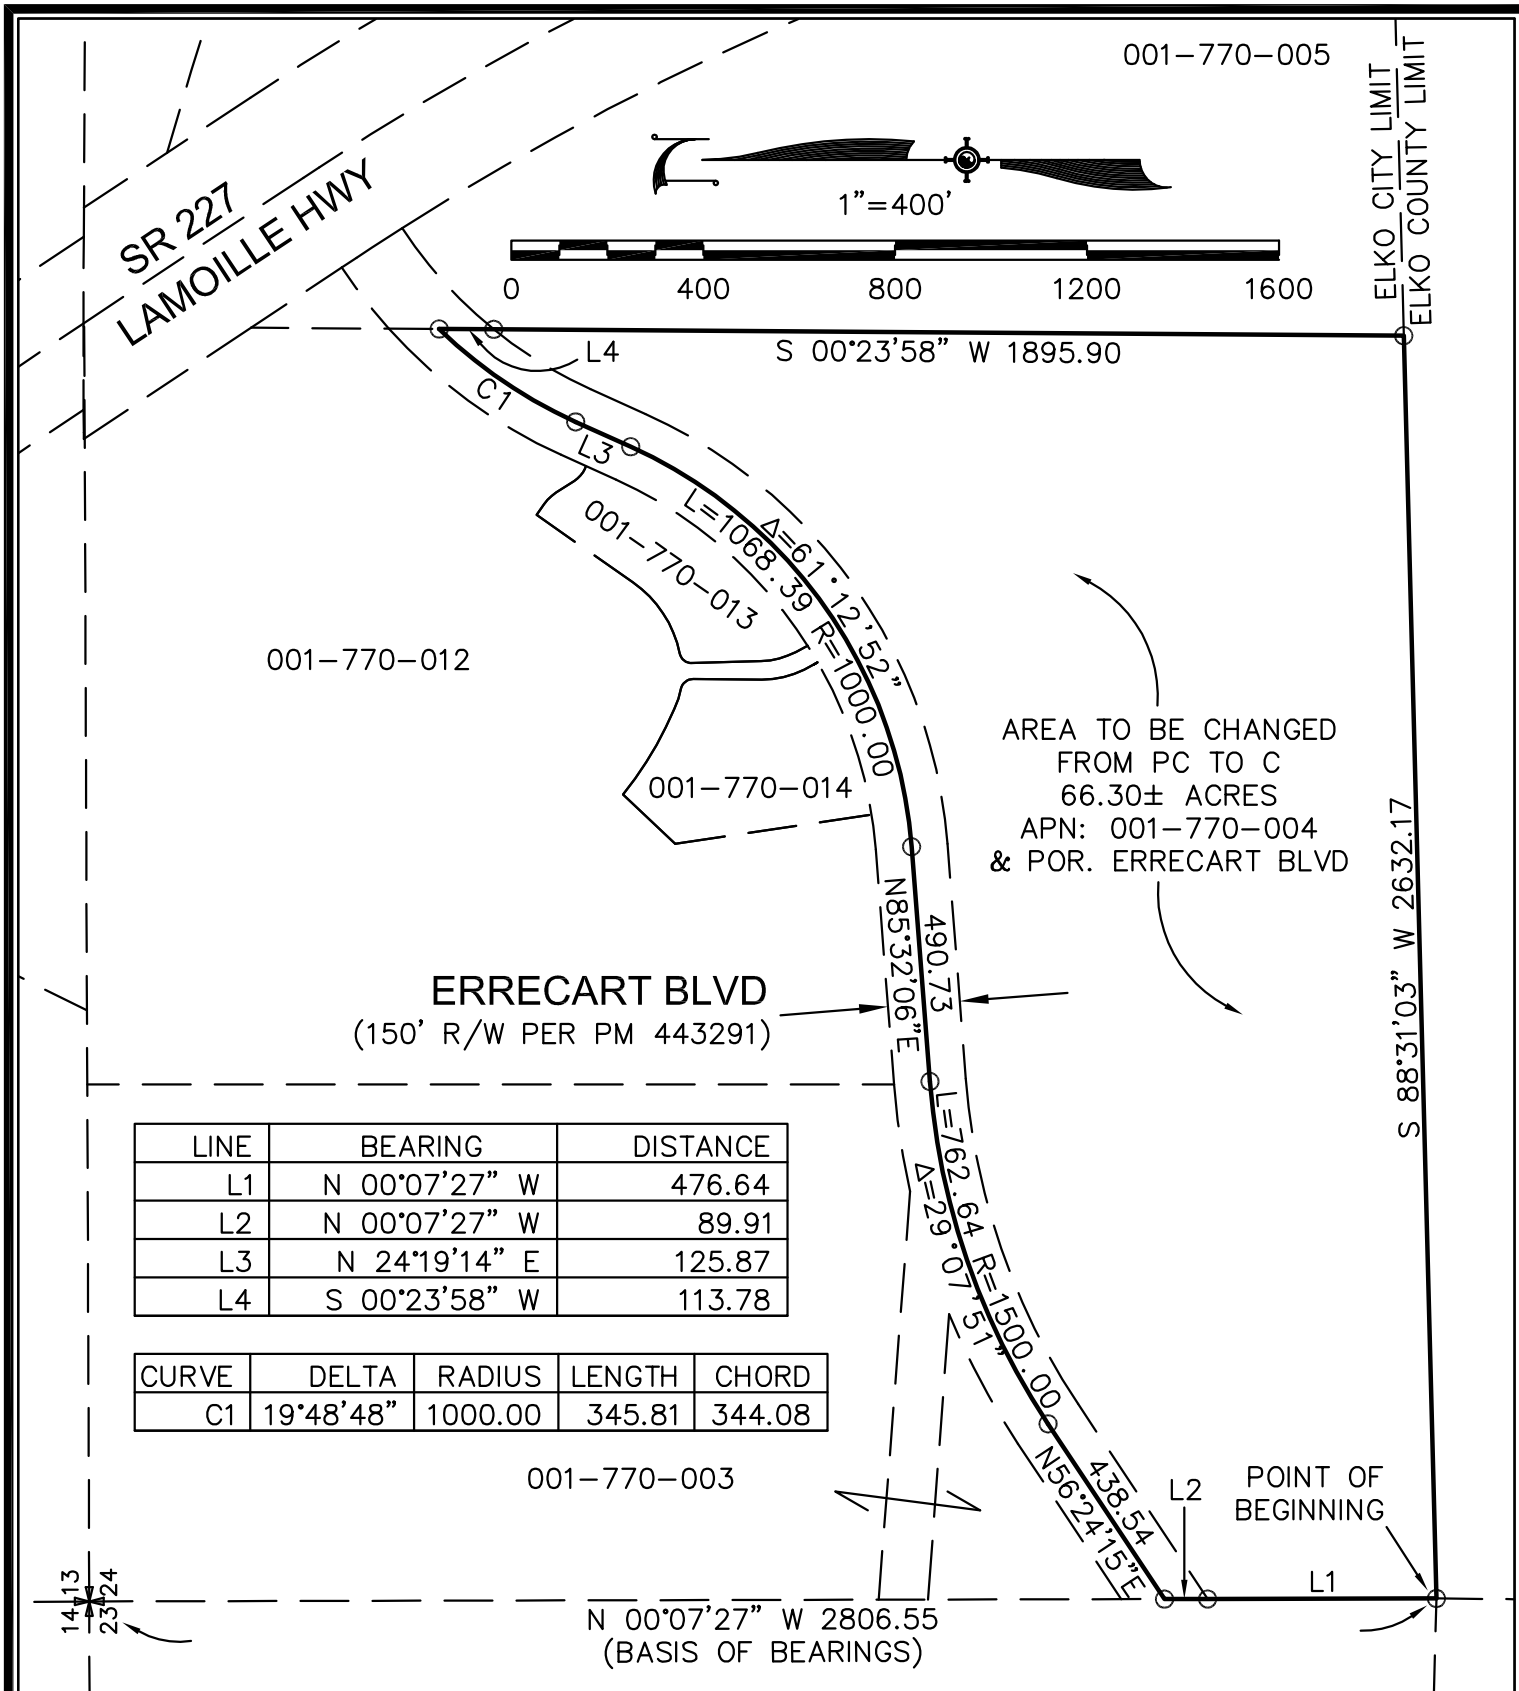 001-770-005
ELKO CITY LIMIT
ELKO COUNTY LIMIT
SR 227
LAMOILLE HWY
1"=400'
0 400 800 1200 1600
L4
S 00°23'58" W 1895.90
C1
L3
L=1068.39 R=1000.00
Δ=61°12'52"
001-770-013
001-770-012
001-770-014
AREA TO BE CHANGED
FROM PC TO C
66.30± ACRES
APN: 001-770-004
& POR. ERRECART BLVD
S 88°31'03" W 2632.17
N85°32'06"E
490.73
ERRECART BLVD
(150' R/W PER PM 443291)
L=762.64 R=1500.00
Δ=29°07'51"
LINE BEARING DISTANCE
L1 N 00°07'27" W 476.64
L2 N 00°07'27" W 89.91
L3 N 24°19'14" E 125.87
L4 S 00°23'58" W 113.78
CURVE DELTA RADIUS LENGTH CHORD
C1 19°48'48" 1000.00 345.81 344.08
001-770-003
N56°24'15"E
438.54
L2
POINT OF
BEGINNING
L1
14 13
23 24
N 00°07'27" W 2806.55
(BASIS OF BEARINGS)